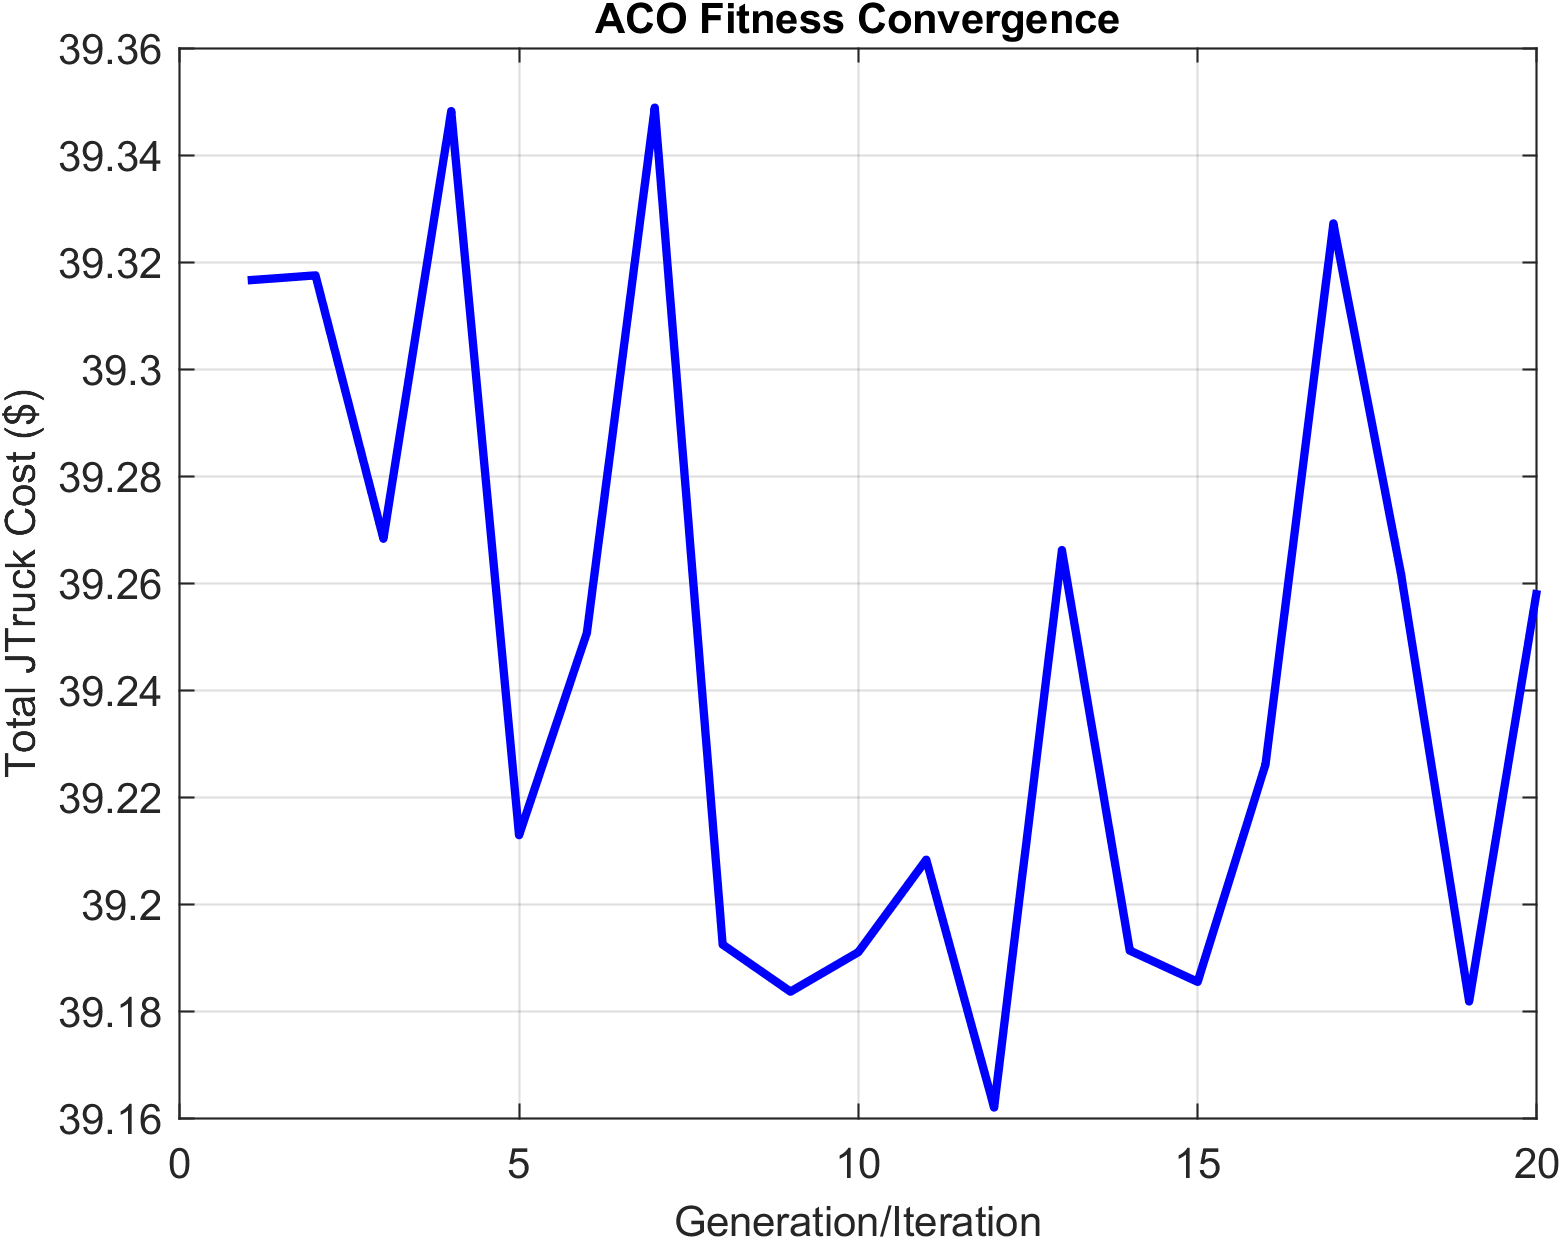 ACO Fitness Convergence
39.36
39.34
39.32
39.3
39.28
39.26
39.24
39.22
39.2
39.18
39.16
Total JTruck Cost ($)
0 5 10 15 20
Generation/Iteration